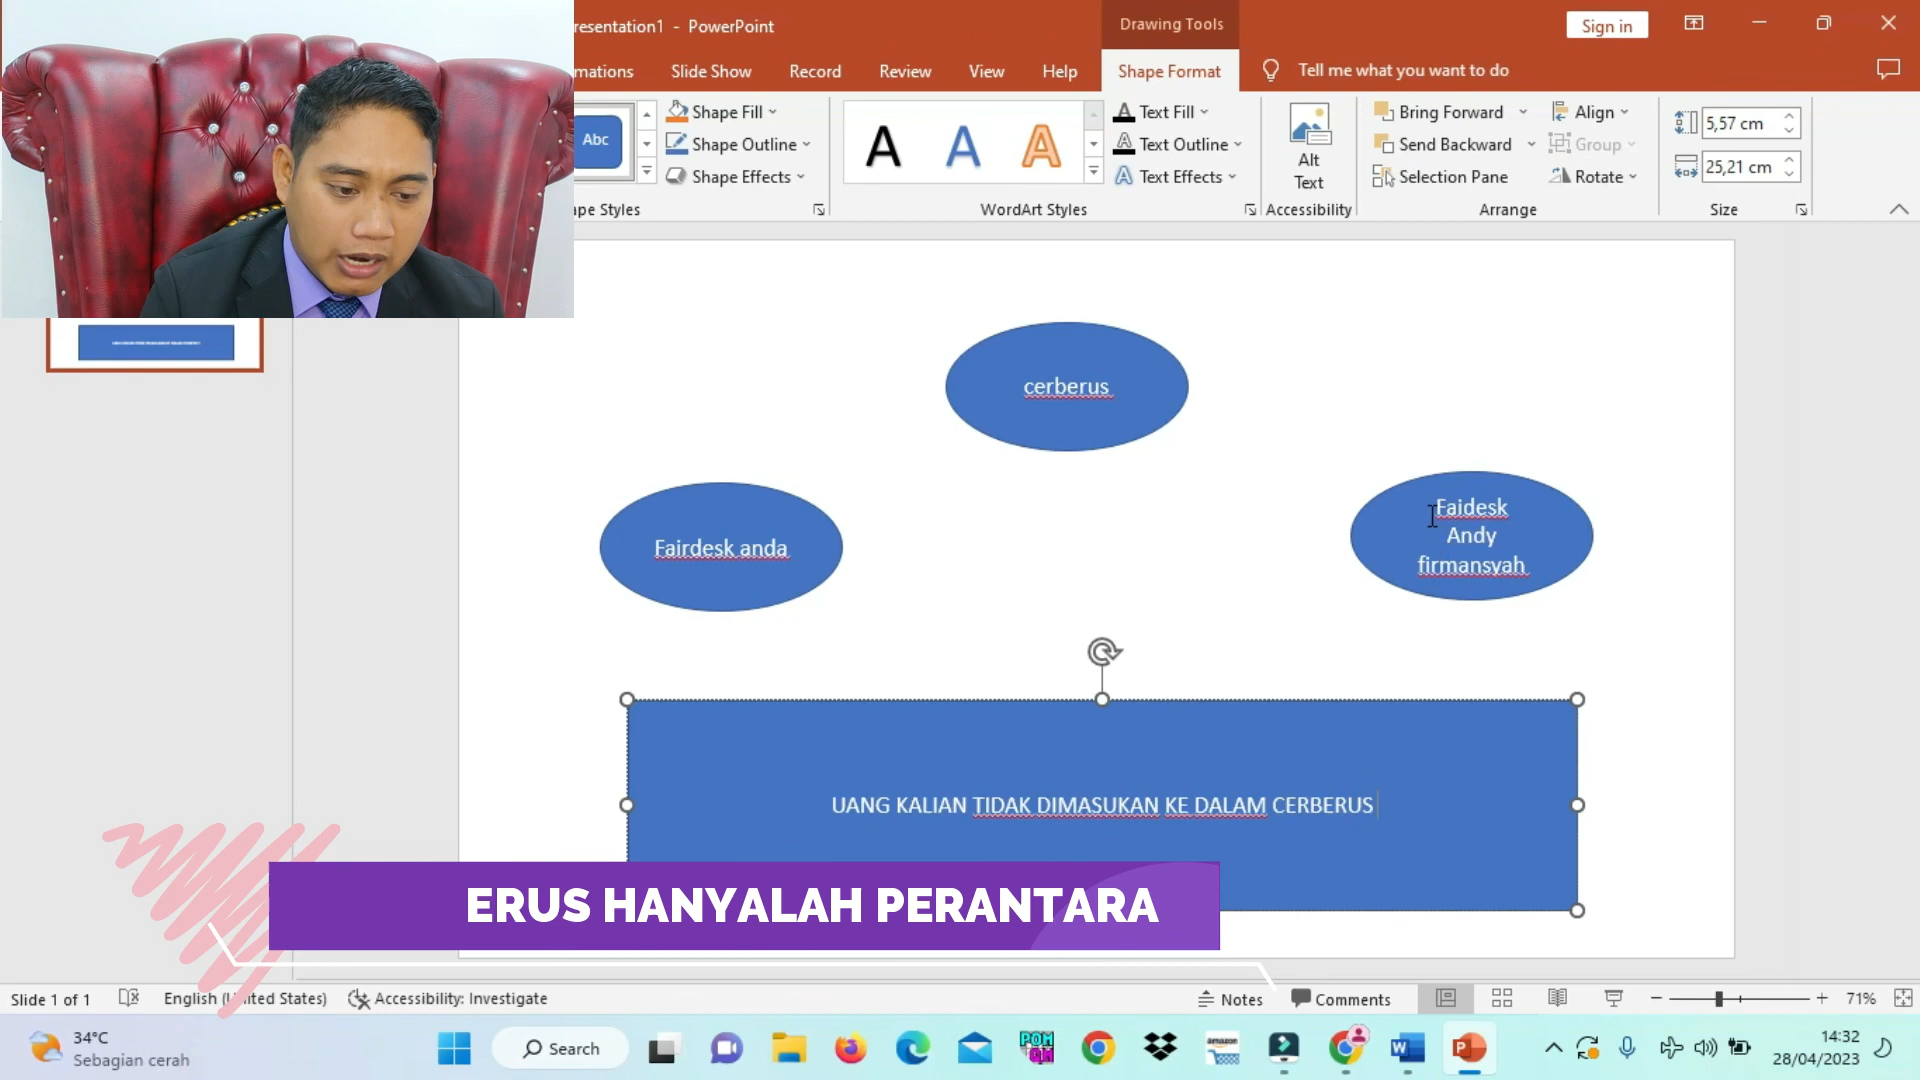 resentation1 - PowerPoint
Drawing Tools
Sign in
mations
Slide Show
Record
Review
View
Help
Shape Format
Tell me what you want to do
Abc
Shape Fill
Shape Outline
Shape Effects
A A A
Text Fill
Text Outline
Text Effects
Alt
Text
Bring Forward
Send Backward
Selection Pane
Align
Group
Rotate
5,57 cm
25,21 cm
ape Styles
WordArt Styles
Accessibility
Arrange
Size
cerberus
Fairdesk anda
Faidesk
Andy
firmansyah
UANG KALIAN TIDAK DIMASUKAN KE DALAM CERBERUS
ERUS HANYALAH PERANTARA
Slide 1 of 1
English (United States)
Accessibility: Investigate
Notes
Comments
71%
34°C
Sebagian cerah
Search
amazon
14:32
28/04/2023